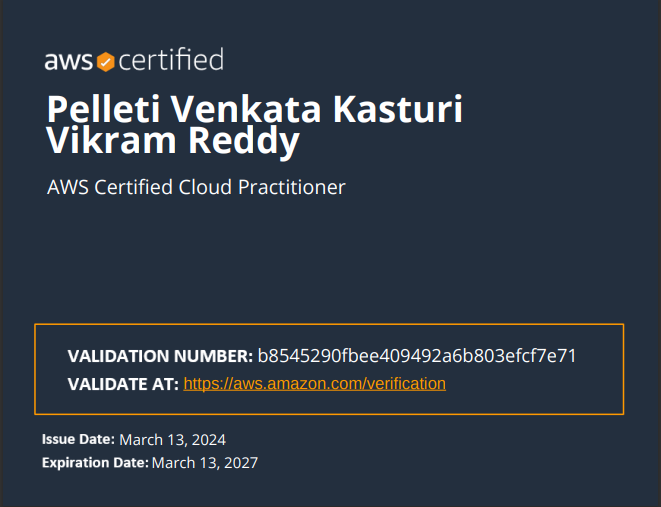 aws certified
Pelleti Venkata Kasturi
Vikram Reddy
AWS Certified Cloud Practitioner
VALIDATION NUMBER: b8545290fbee409492a6b803efcf7e71
VALIDATE AT: https://aws.amazon.com/verification
Issue Date: March 13, 2024
Expiration Date: March 13, 2027